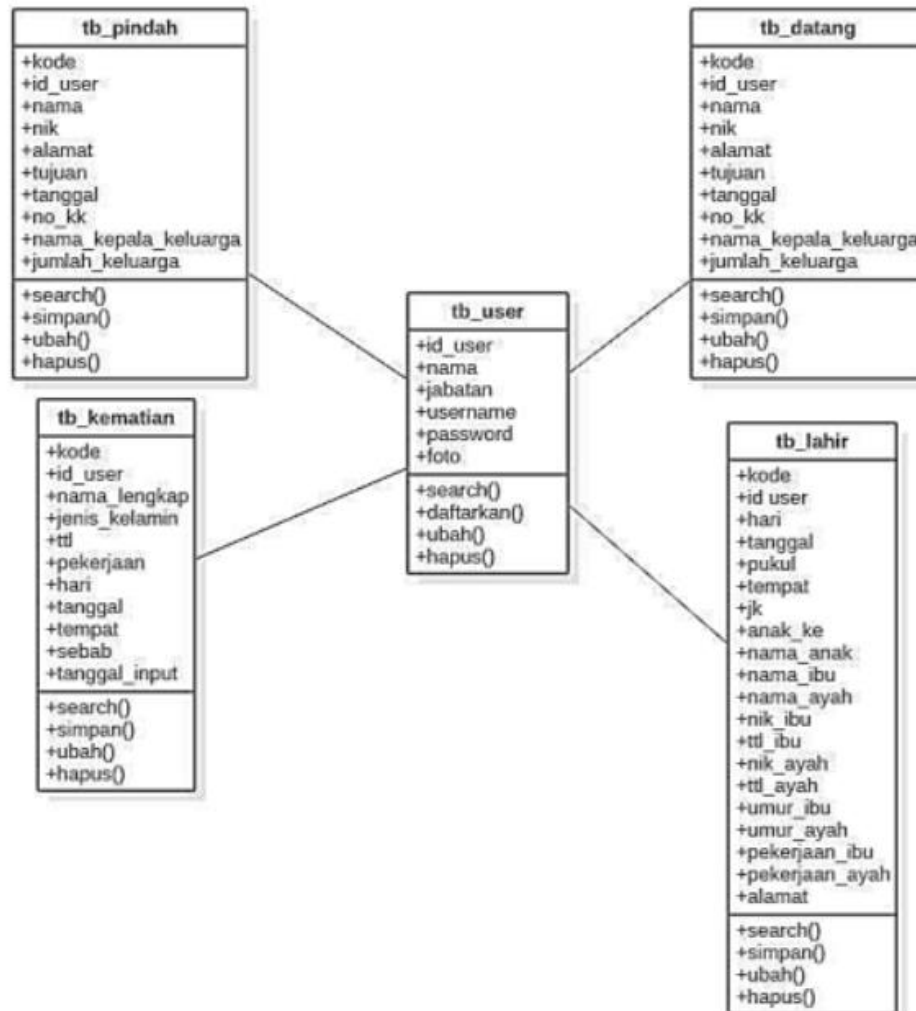 tb_pindah
+kode
+id_user
+nama
+nik
+alamat
+tujuan
+tanggal
+no_kk
+nama_kepala_keluarga
+jumlah_keluarga
+search()
+simpan()
+ubah()
+hapus()
tb_datang
+kode
+id_user
+nama
+nik
+alamat
+tujuan
+tanggal
+no_kk
+nama_kepala_keluarga
+jumlah_keluarga
+search()
+simpan()
+ubah()
+hapus()
tb_user
+id_user
+nama
+jabatan
+username
+password
+foto
+search()
+daftarkan()
+ubah()
+hapus()
tb_kematian
+kode
+id_user
+nama_lengkap
+jenis_kelamin
+ttl
+pekerjaan
+hari
+tanggal
+tempat
+sebab
+tanggal_input
+search()
+simpan()
+ubah()
+hapus()
tb_lahir
+kode
+id user
+hari
+tanggal
+pukul
+tempat
+jk
+anak_ke
+nama_anak
+nama_ibu
+nama_ayah
+nik_ibu
+ttl_ibu
+nik_ayah
+ttl_ayah
+umur_ibu
+umur_ayah
+pekerjaan_ibu
+pekerjaan_ayah
+alamat
+search()
+simpan()
+ubah()
+hapus()